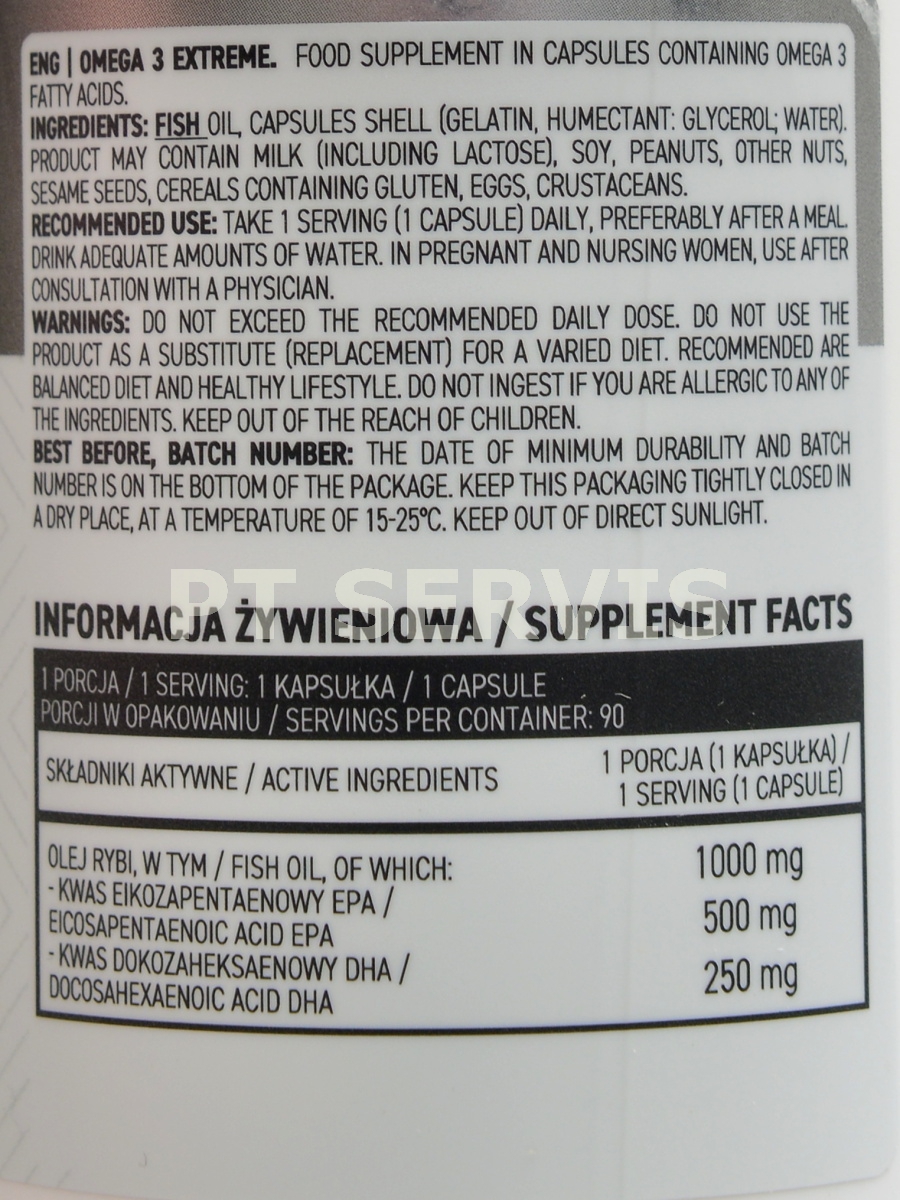 ENG | OMEGA 3 EXTREME. FOOD SUPPLEMENT IN CAPSULES CONTAINING OMEGA 3
FATTY ACIDS.
INGREDIENTS: FISH OIL, CAPSULES SHELL (GELATIN, HUMECTANT: GLYCEROL; WATER).
PRODUCT MAY CONTAIN MILK (INCLUDING LACTOSE), SOY, PEANUTS, OTHER NUTS,
SESAME SEEDS, CEREALS CONTAINING GLUTEN, EGGS, CRUSTACEANS.
RECOMMENDED USE: TAKE 1 SERVING (1 CAPSULE) DAILY, PREFERABLY AFTER A MEAL.
DRINK ADEQUATE AMOUNTS OF WATER. IN PREGNANT AND NURSING WOMEN, USE AFTER
CONSULTATION WITH A PHYSICIAN.
WARNINGS: DO NOT EXCEED THE RECOMMENDED DAILY DOSE. DO NOT USE THE
PRODUCT AS A SUBSTITUTE (REPLACEMENT) FOR A VARIED DIET. RECOMMENDED ARE
BALANCED DIET AND HEALTHY LIFESTYLE. DO NOT INGEST IF YOU ARE ALLERGIC TO ANY OF
THE INGREDIENTS. KEEP OUT OF THE REACH OF CHILDREN.
BEST BEFORE, BATCH NUMBER: THE DATE OF MINIMUM DURABILITY AND BATCH
NUMBER IS ON THE BOTTOM OF THE PACKAGE. KEEP THIS PACKAGING TIGHTLY CLOSED IN
A DRY PLACE, AT A TEMPERATURE OF 15-25°C. KEEP OUT OF DIRECT SUNLIGHT.
PT SERVIS
INFORMACJA ŻYWIENIOWA / SUPPLEMENT FACTS
1 PORCJA / 1 SERVING: 1 KAPSUŁKA / 1 CAPSULE
PORCJI W OPAKOWANIU / SERVINGS PER CONTAINER: 90
SKŁADNIKI AKTYWNE / ACTIVE INGREDIENTS
1 PORCJA (1 KAPSUŁKA) /
1 SERVING (1 CAPSULE)
OLEJ RYBI, W TYM / FISH OIL, OF WHICH: 1000 mg
- KWAS EIKOZAPENTAENOWY EPA /
EICOSAPENTAENOIC ACID EPA 500 mg
- KWAS DOKOZAHEKSAENOWY DHA /
DOCOSAHEXAENOIC ACID DHA 250 mg